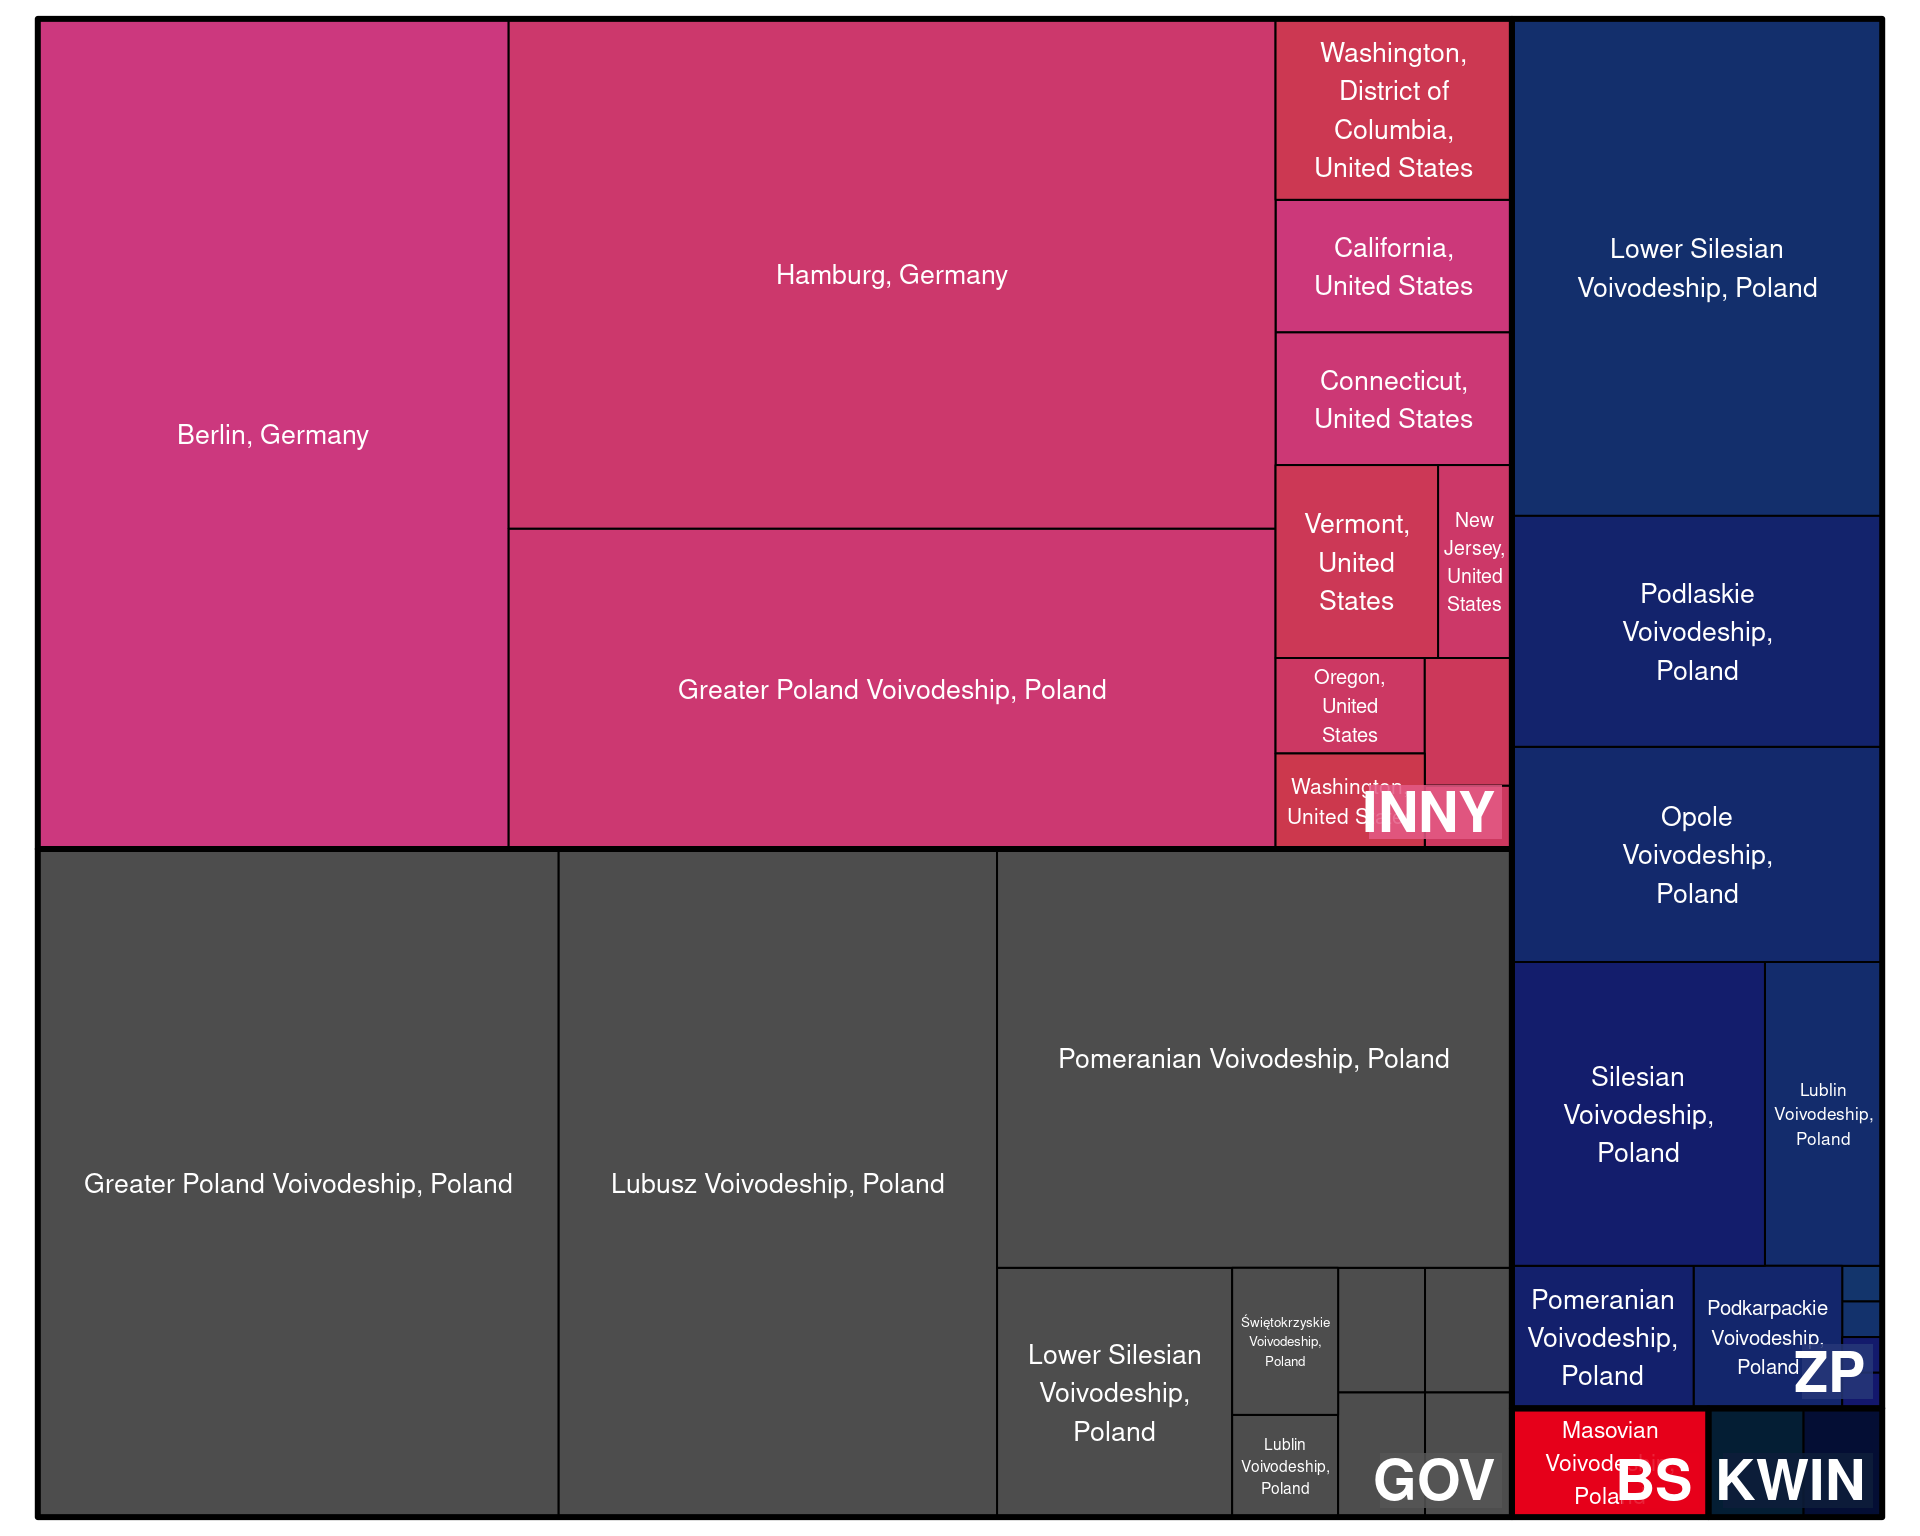 Berlin, Germany
Hamburg, Germany
Greater Poland Voivodeship, Poland
Washington,
District of
Columbia,
United States
California,
United States
Connecticut,
United States
Vermont,
United
States
New
Jersey,
United
States
Oregon,
United
States
Washington
United
INNY
Greater Poland Voivodeship, Poland
Lubusz Voivodeship, Poland
Pomeranian Voivodeship, Poland
Lower Silesian
Voivodeship,
Poland
Świętokrzyskie
Voivodeship,
Poland
Lublin
Voivodeship,
Poland
GOV
Lower Silesian
Voivodeship, Poland
Podlaskie
Voivodeship,
Poland
Opole
Voivodeship,
Poland
Silesian
Voivodeship,
Poland
Lublin
Voivodeship,
Poland
Pomeranian
Voivodeship,
Poland
Podkarpackie
Voivodeship,
Poland
ZP
Masovian
BS
KWIN